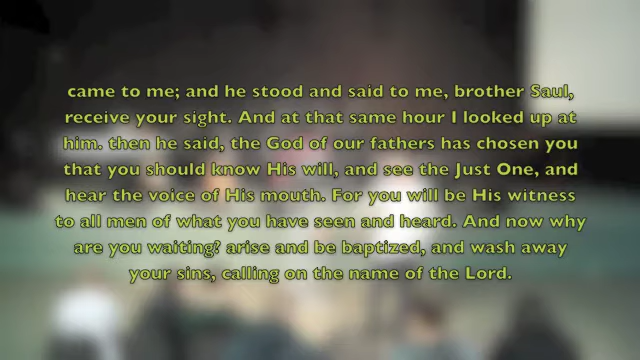 came to me; and he stood and said to me, brother Saul,
receive your sight. And at that same hour I looked up at
him. then he said, the God of our fathers has chosen you
that you should know His will, and see the Just One, and
hear the voice of His mouth. For you will be His witness
to all men of what you have seen and heard. And now why
are you waiting? arise and be baptized, and wash away
your sins, calling on the name of the Lord.